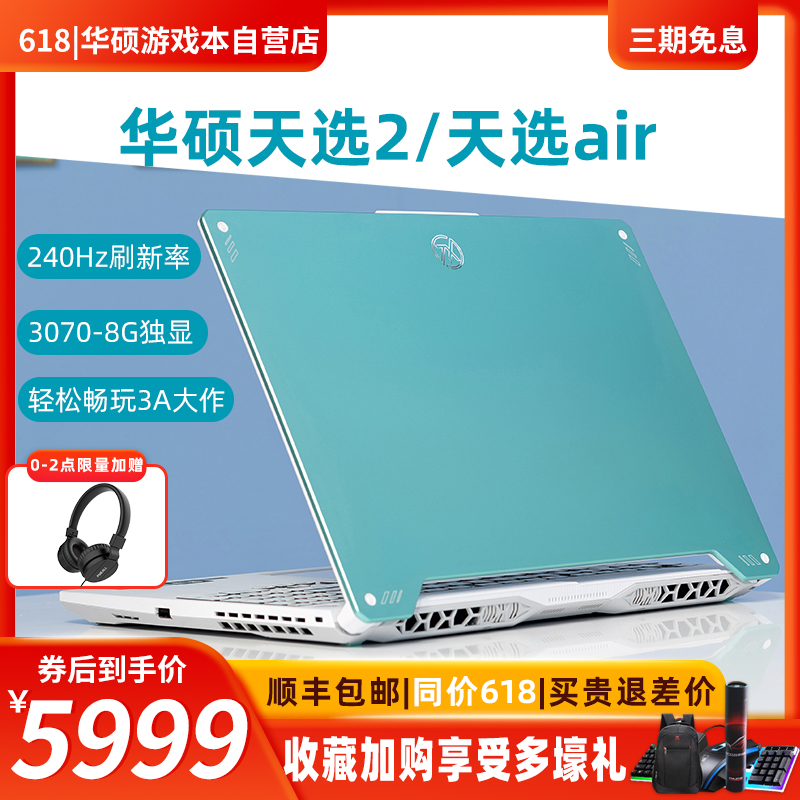 618|华硕游戏本自营店
三期免息
华硕天选2/天选air
240Hz刷新率
3070-8G独显
轻松畅玩3A大作
0-2点限量加赠
券后到手价
¥5999
顺丰包邮|同价618|买贵退差价
收藏加购享受多壕礼